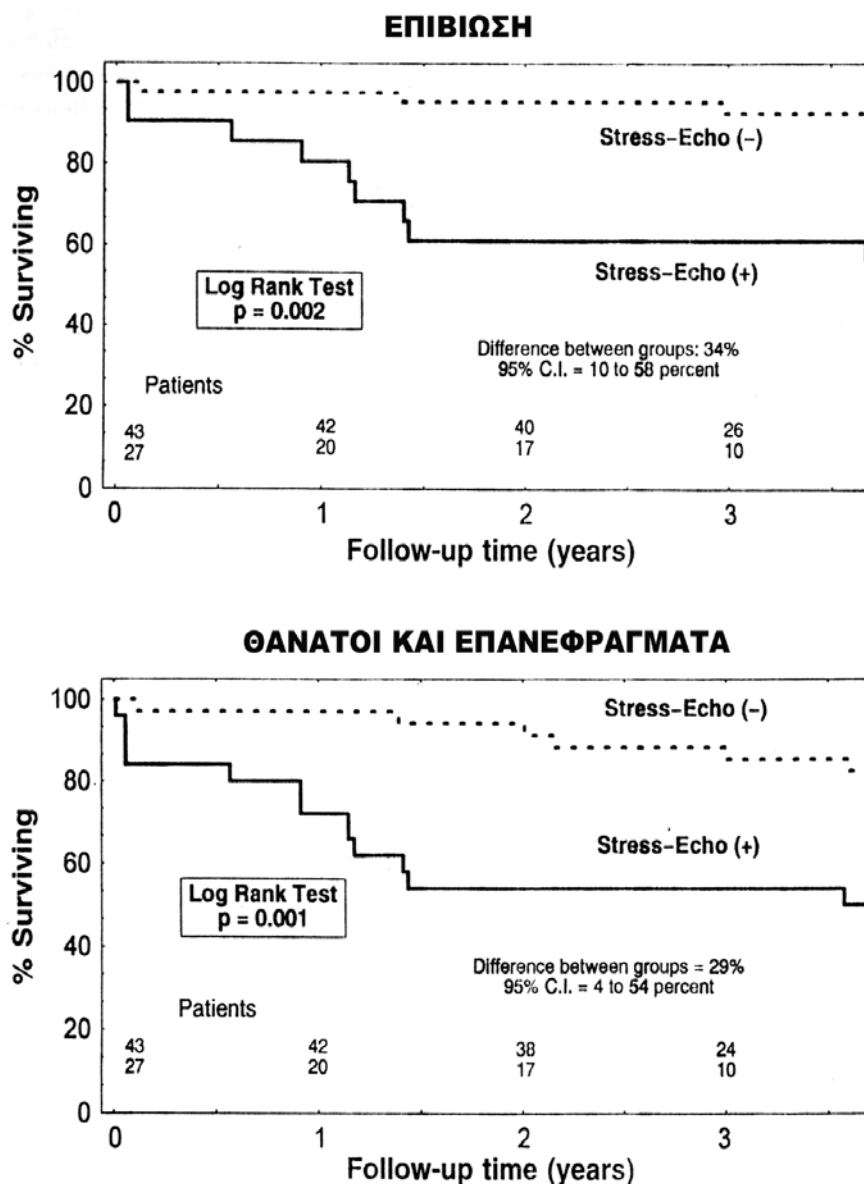 ΕΠΙΒΙΩΣΗ
100
80
60
40
20
0
% Surviving
Stress-Echo (-)
Stress-Echo (+)
Log Rank Test
p = 0.002
Difference between groups: 34%
95% C.I. = 10 to 58 percent
Patients
43 42 40 26
27 20 17 10
0 1 2 3
Follow-up time (years)
ΘΑΝΑΤΟΙ ΚΑΙ ΕΠΑΝΕΦΡΑΓΜΑΤΑ
100
80
60
40
20
0
% Surviving
Stress-Echo (-)
Stress-Echo (+)
Log Rank Test
p = 0.001
Difference between groups = 29%
95% C.I. = 4 to 54 percent
Patients
43 42 38 24
27 20 17 10
0 1 2 3
Follow-up time (years)